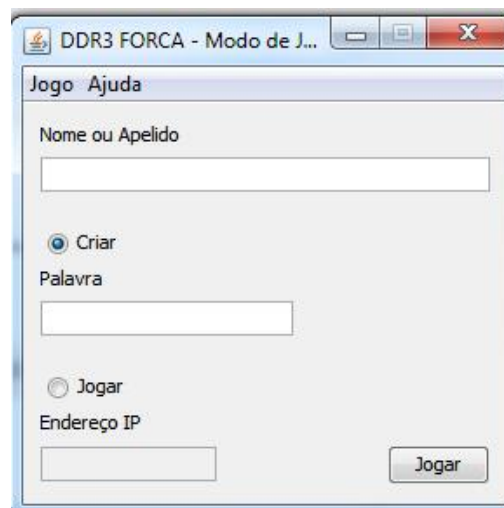 DDR3 FORCA - Modo de J...
Jogo Ajuda
Nome ou Apelido
Criar
Palavra
Jogar
Endereço IP
Jogar